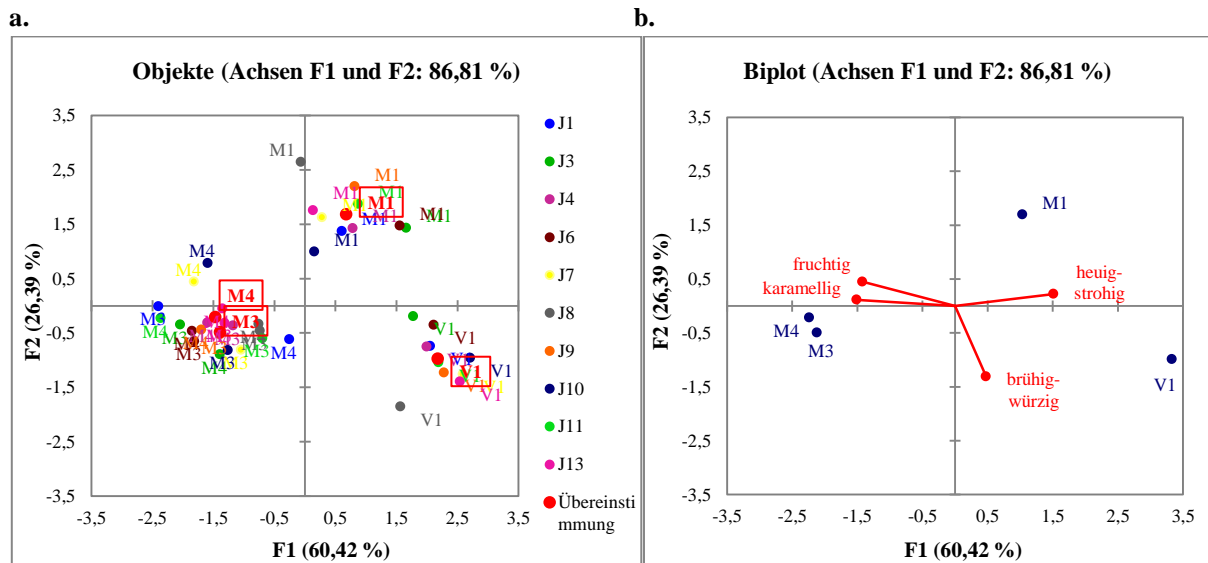 a.
Objekte (Achsen F1 und F2: 86,81 %)
3,5
2,5
1,5
0,5
-0,5
-1,5
-2,5
-3,5
-3,5
-2,5
-1,5
-0,5
0,5
1,5
2,5
3,5
F2 (26,39 %)
F1 (60,42 %)
M1
M1
M1
M1
M1
M1
M1
M1
M1
M4
M4
M4
M3
M4
M3
M3
M3
M3
M3
M4
M4
V1
V1
V1
V1
V1
V1
V1
J1
J3
J4
J6
J7
J8
J9
J10
J11
J13
Übereinsti
mmung
b.
Biplot (Achsen F1 und F2: 86,81 %)
3,5
2,5
1,5
0,5
-0,5
-1,5
-2,5
-3,5
-3,5
-2,5
-1,5
-0,5
0,5
1,5
2,5
3,5
F2 (26,39 %)
F1 (60,42 %)
M1
fruchtig
karamellig
heuig-
strohig
M4
M3
brühig-
würzig
V1